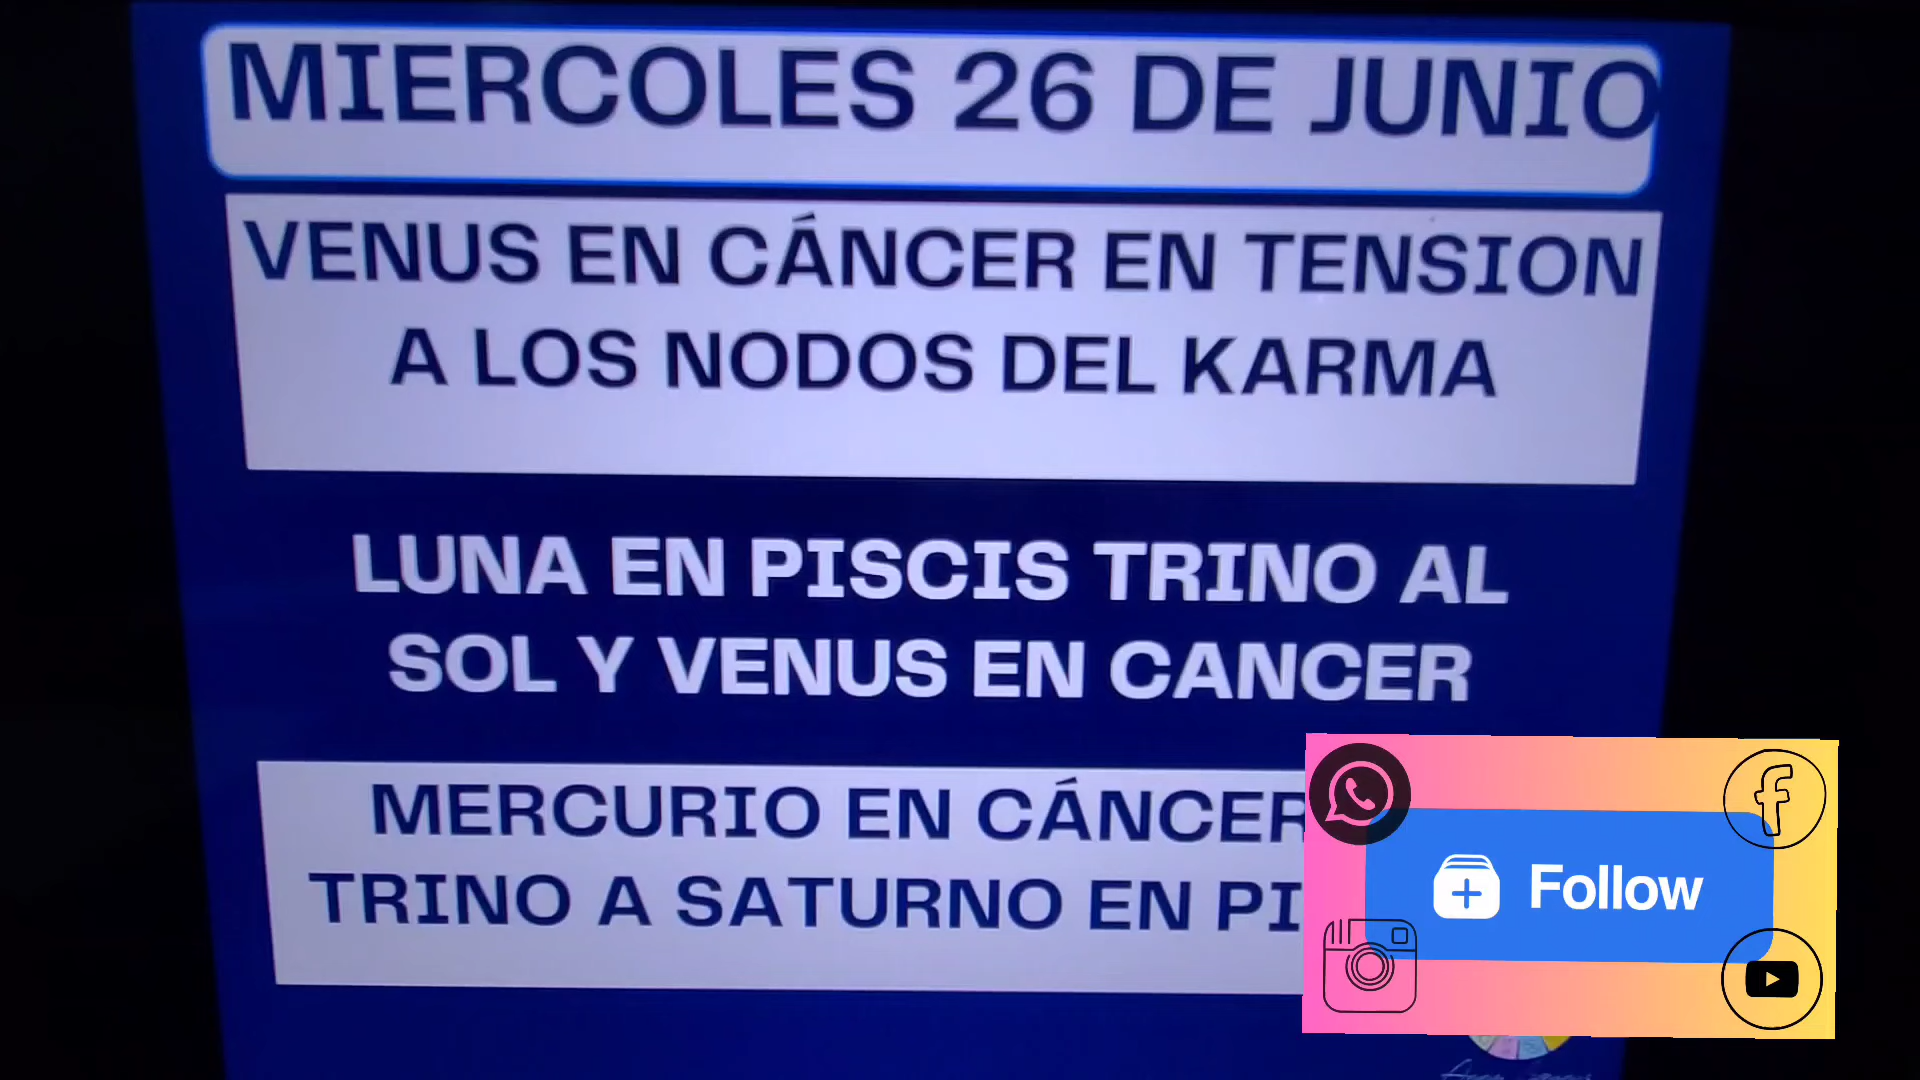 MIERCOLES 26 DE JUNIO
VENUS EN CÁNCER EN TENSION
A LOS NODOS DEL KARMA
LUNA EN PISCIS TRINO AL
SOL Y VENUS EN CANCER
MERCURIO EN CÁNCER
TRINO A SATURNO EN
Follow